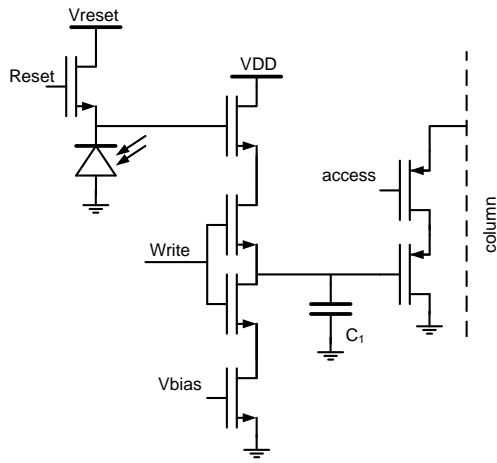 Vreset
Reset
VDD
access
Write
column
C₁
Vbias